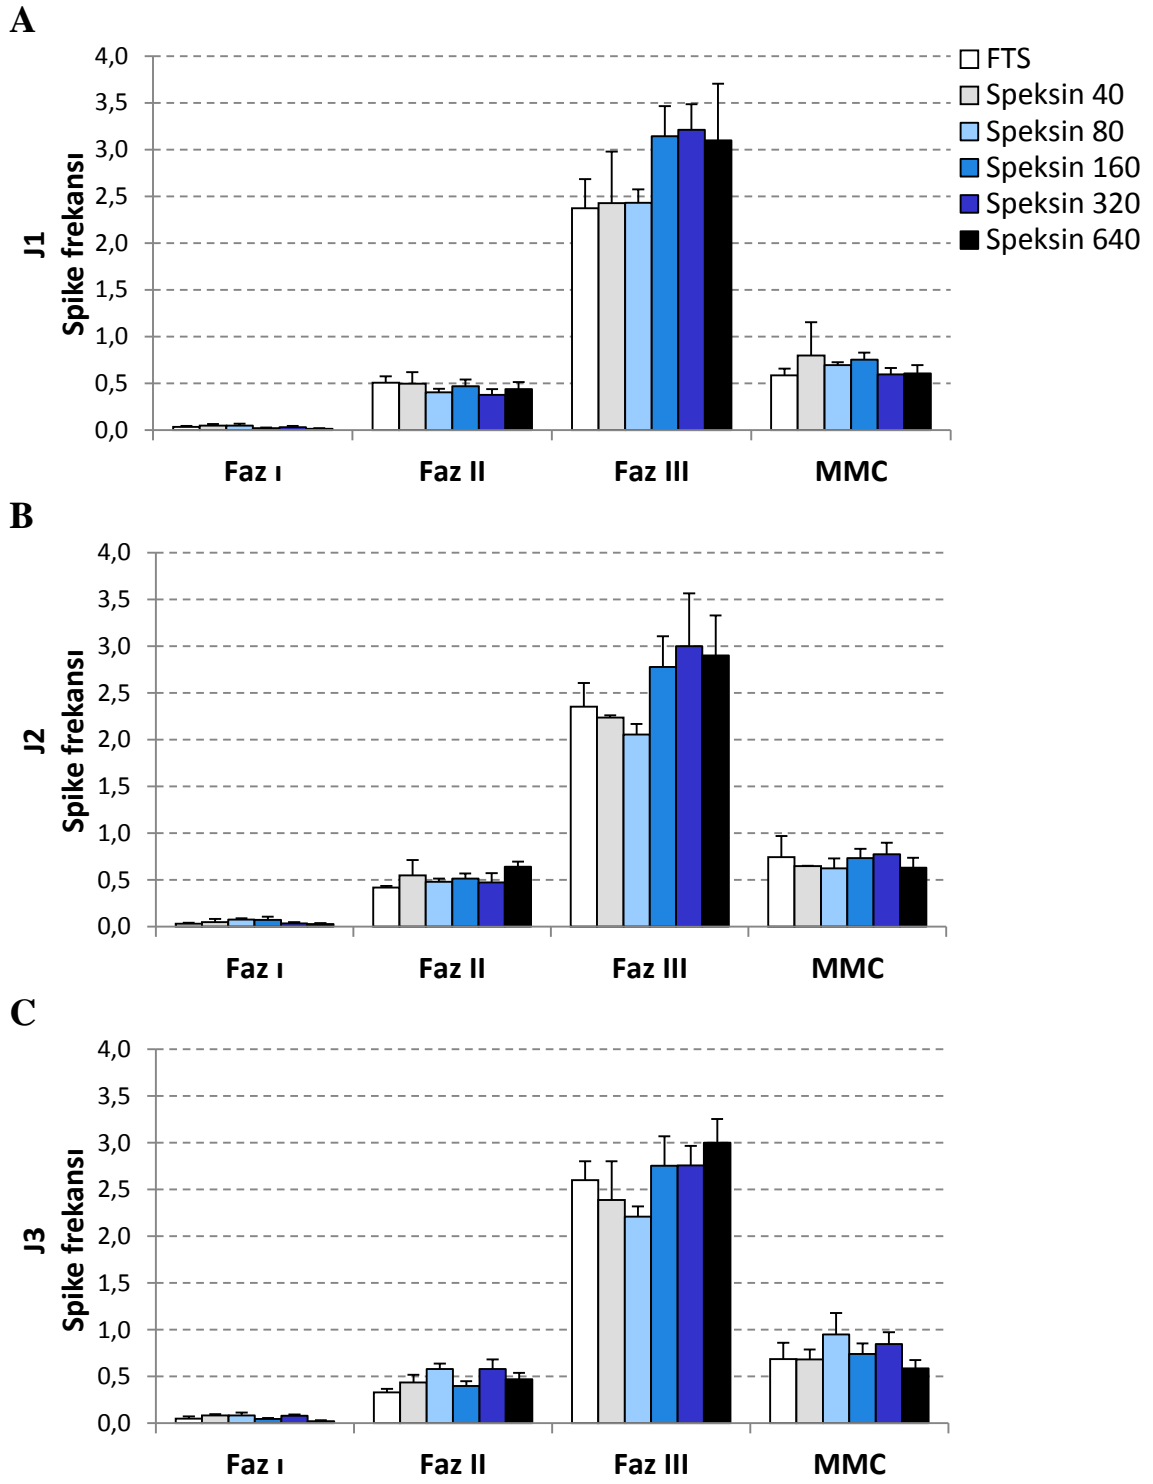 A
4,0
3,5
3,0
2,5
2,0
1,5
1,0
0,5
0,0
J1
Spike frekansı
Faz ı
Faz II
Faz III
MMC
FTS
Speksin 40
Speksin 80
Speksin 160
Speksin 320
Speksin 640
B
4,0
3,5
3,0
2,5
2,0
1,5
1,0
0,5
0,0
J2
Spike frekansı
Faz ı
Faz II
Faz III
MMC
C
4,0
3,5
3,0
2,5
2,0
1,5
1,0
0,5
0,0
J3
Spike frekansı
Faz ı
Faz II
Faz III
MMC